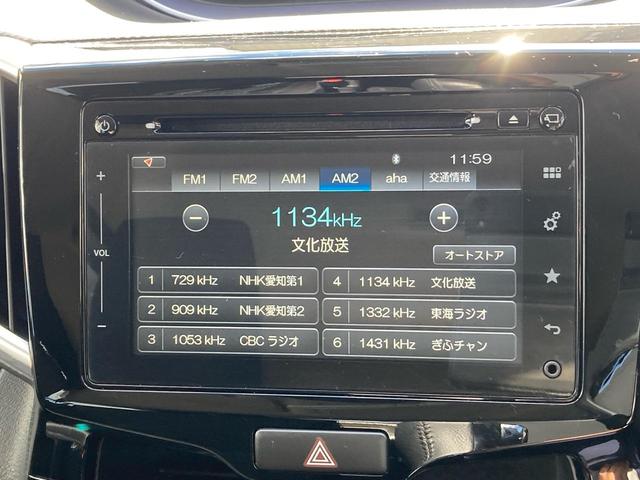 11:59
FM1 FM2 AM1 AM2 aha 交通情報
1134kHz
文化放送
オートストア
1 729 kHz NHK愛知第1
2 909 kHz NHK愛知第2
3 1053 kHz CBC ラジオ
4 1134 kHz 文化放送
5 1332 kHz 東海ラジオ
6 1431 kHz ぎふチャン
+
VOL
−